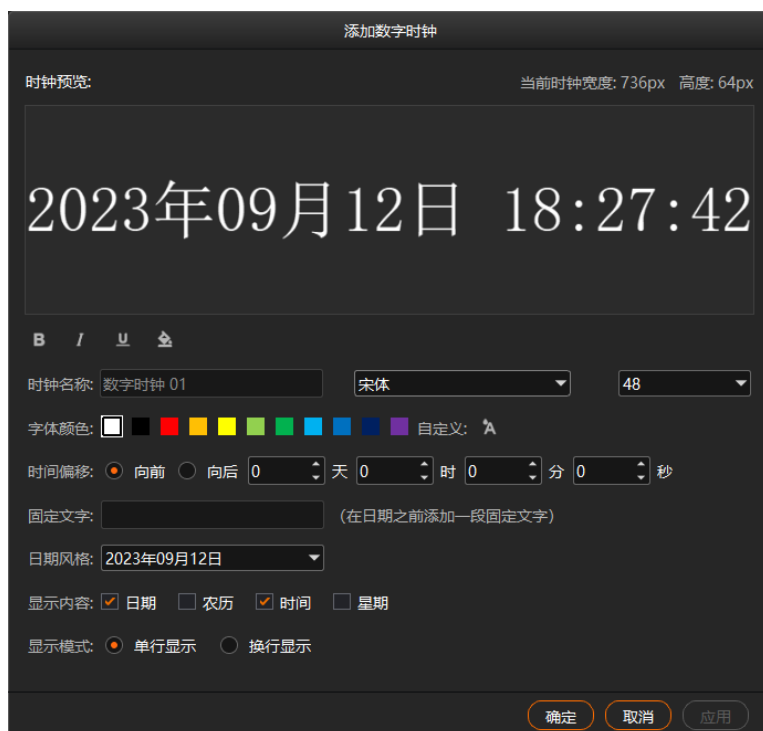 添加数字时钟
时钟预览: 当前时钟宽度: 736px 高度: 64px
2023年09月12日 18:27:42
B I U
时钟名称: 数字时钟 01 宋体 48
字体颜色: 自定义: A
时间偏移: 向前 向后 0 天 0 时 0 分 0 秒
固定文字: (在日期之前添加一段固定文字)
日期风格: 2023年09月12日
显示内容: 日期 农历 时间 星期
显示模式: 单行显示 换行显示
确定 取消 应用